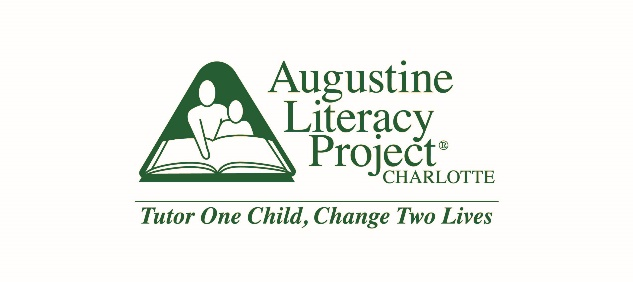 Augustine
Literacy
Project®
CHARLOTTE
Tutor One Child, Change Two Lives